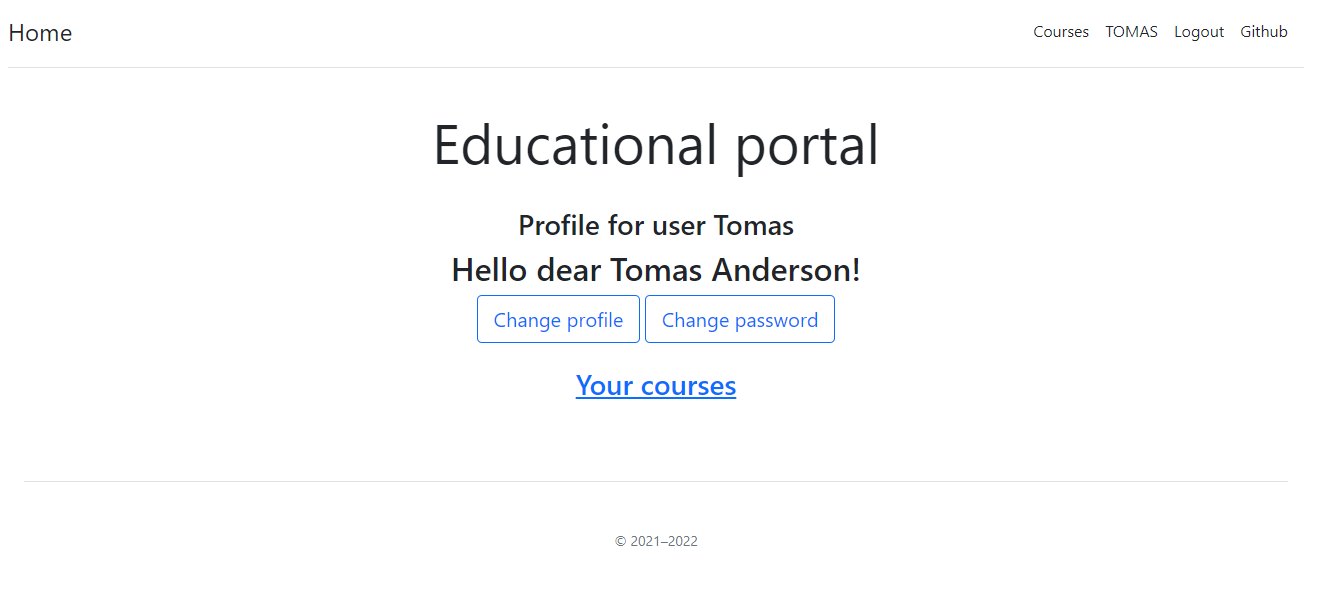 Home Courses TOMAS Logout Github
Educational portal
Profile for user Tomas
Hello dear Tomas Anderson!
Change profile Change password
Your courses
© 2021–2022